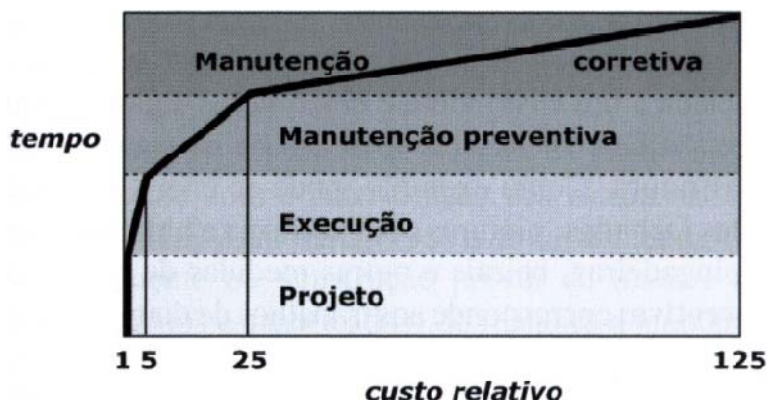 Manutenção corretiva
tempo
Manutenção preventiva
Execução
Projeto
1 5 25 125
custo relativo